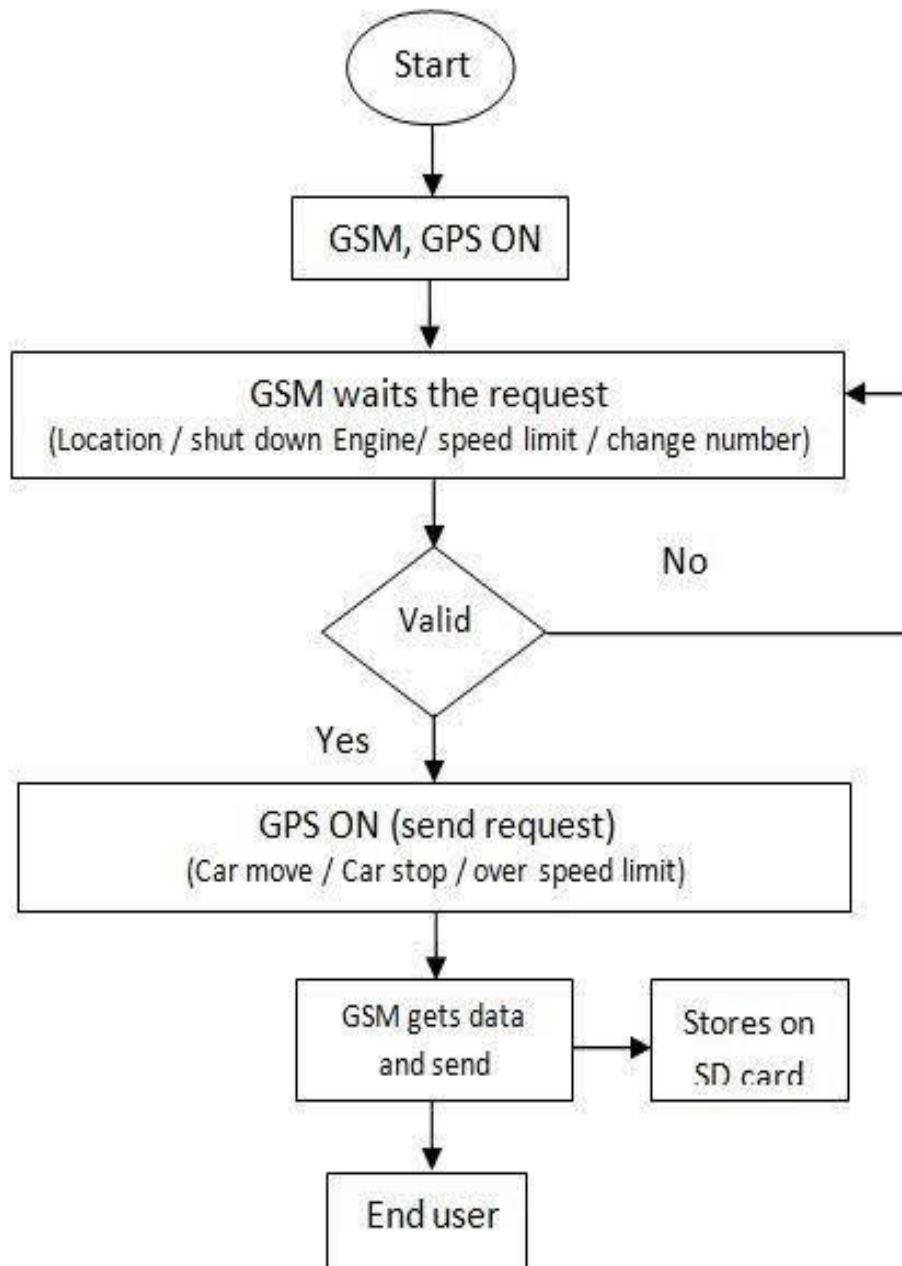 Start
GSM, GPS ON
GSM waits the request
(Location / shut down Engine/ speed limit / change number)
No
Valid
Yes
GPS ON (send request)
(Car move / Car stop / over speed limit)
GSM gets data
and send
Stores on
SD card
End user